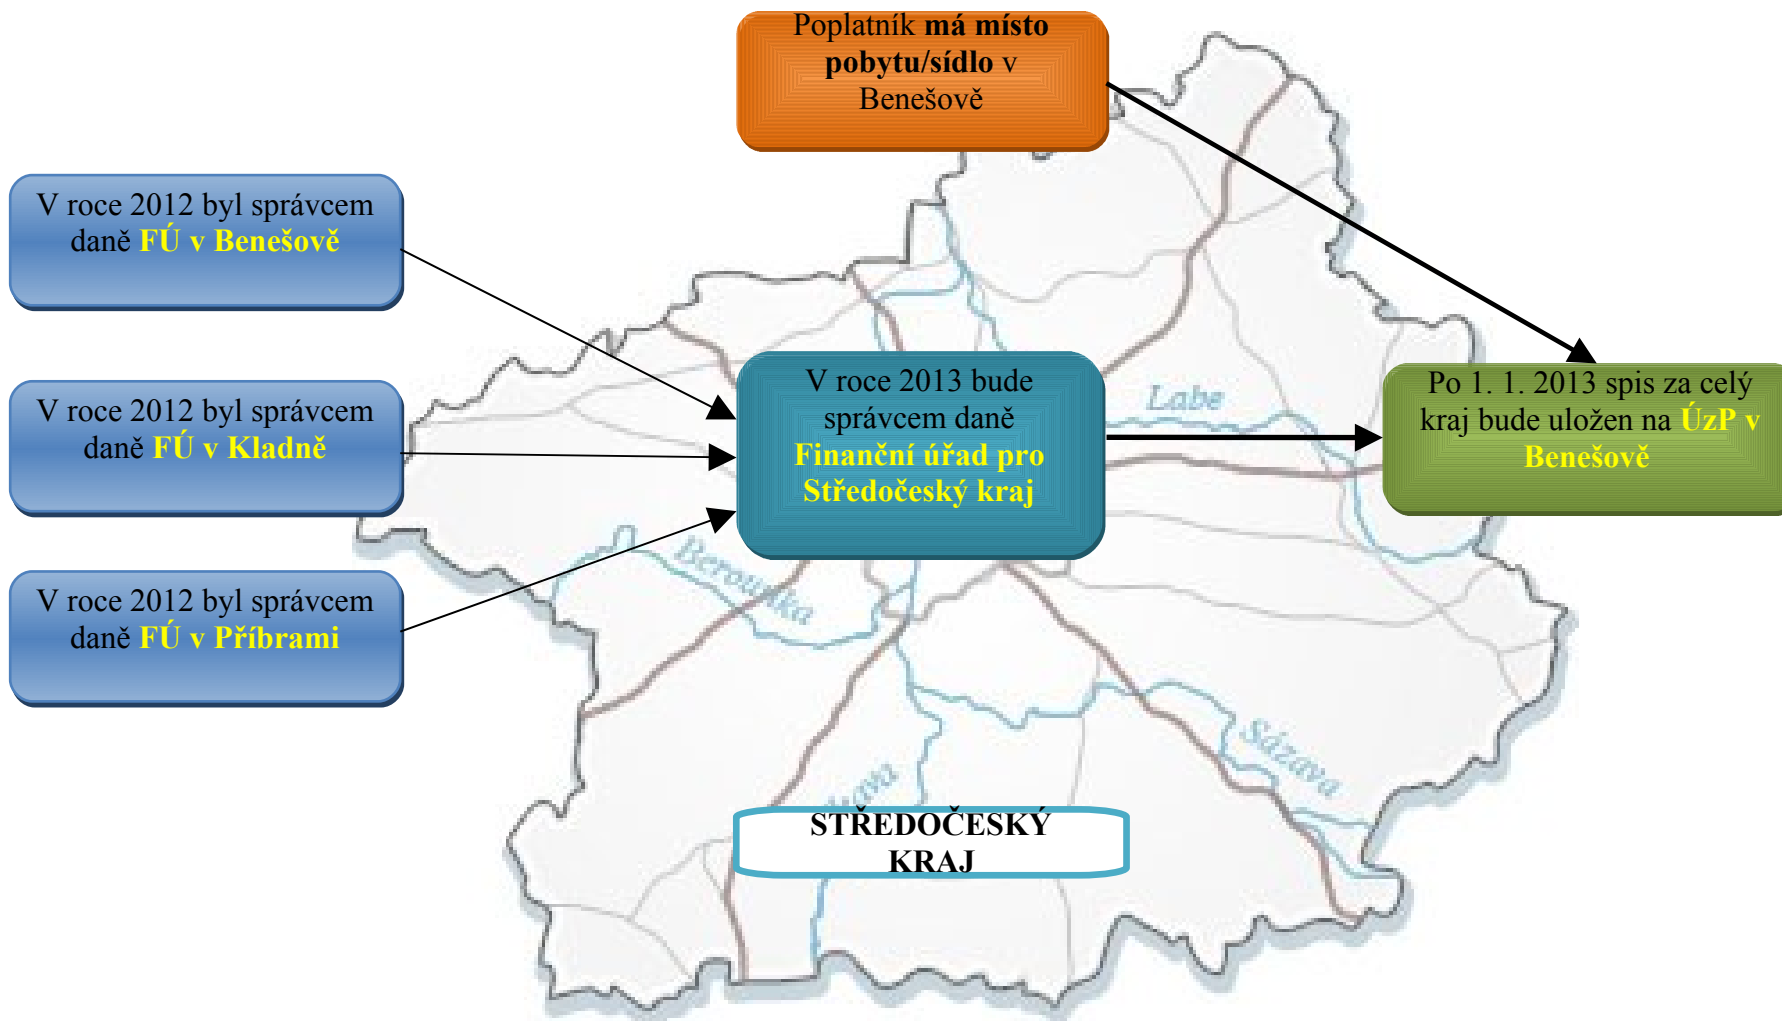 Poplatník má místo
pobytu/sídlo v
Benešově
V roce 2012 byl správcem
daně FÚ v Benešově
V roce 2012 byl správcem
daně FÚ v Kladně
V roce 2012 byl správcem
daně FÚ v Příbrami
V roce 2013 bude
správcem daně
Finanční úřad pro
Středočeský kraj
Po 1. 1. 2013 spis za celý
kraj bude uložen na ÚzP v
Benešově
Labe
Berounka
Sázava
STŘEDOČESKÝ
KRAJ